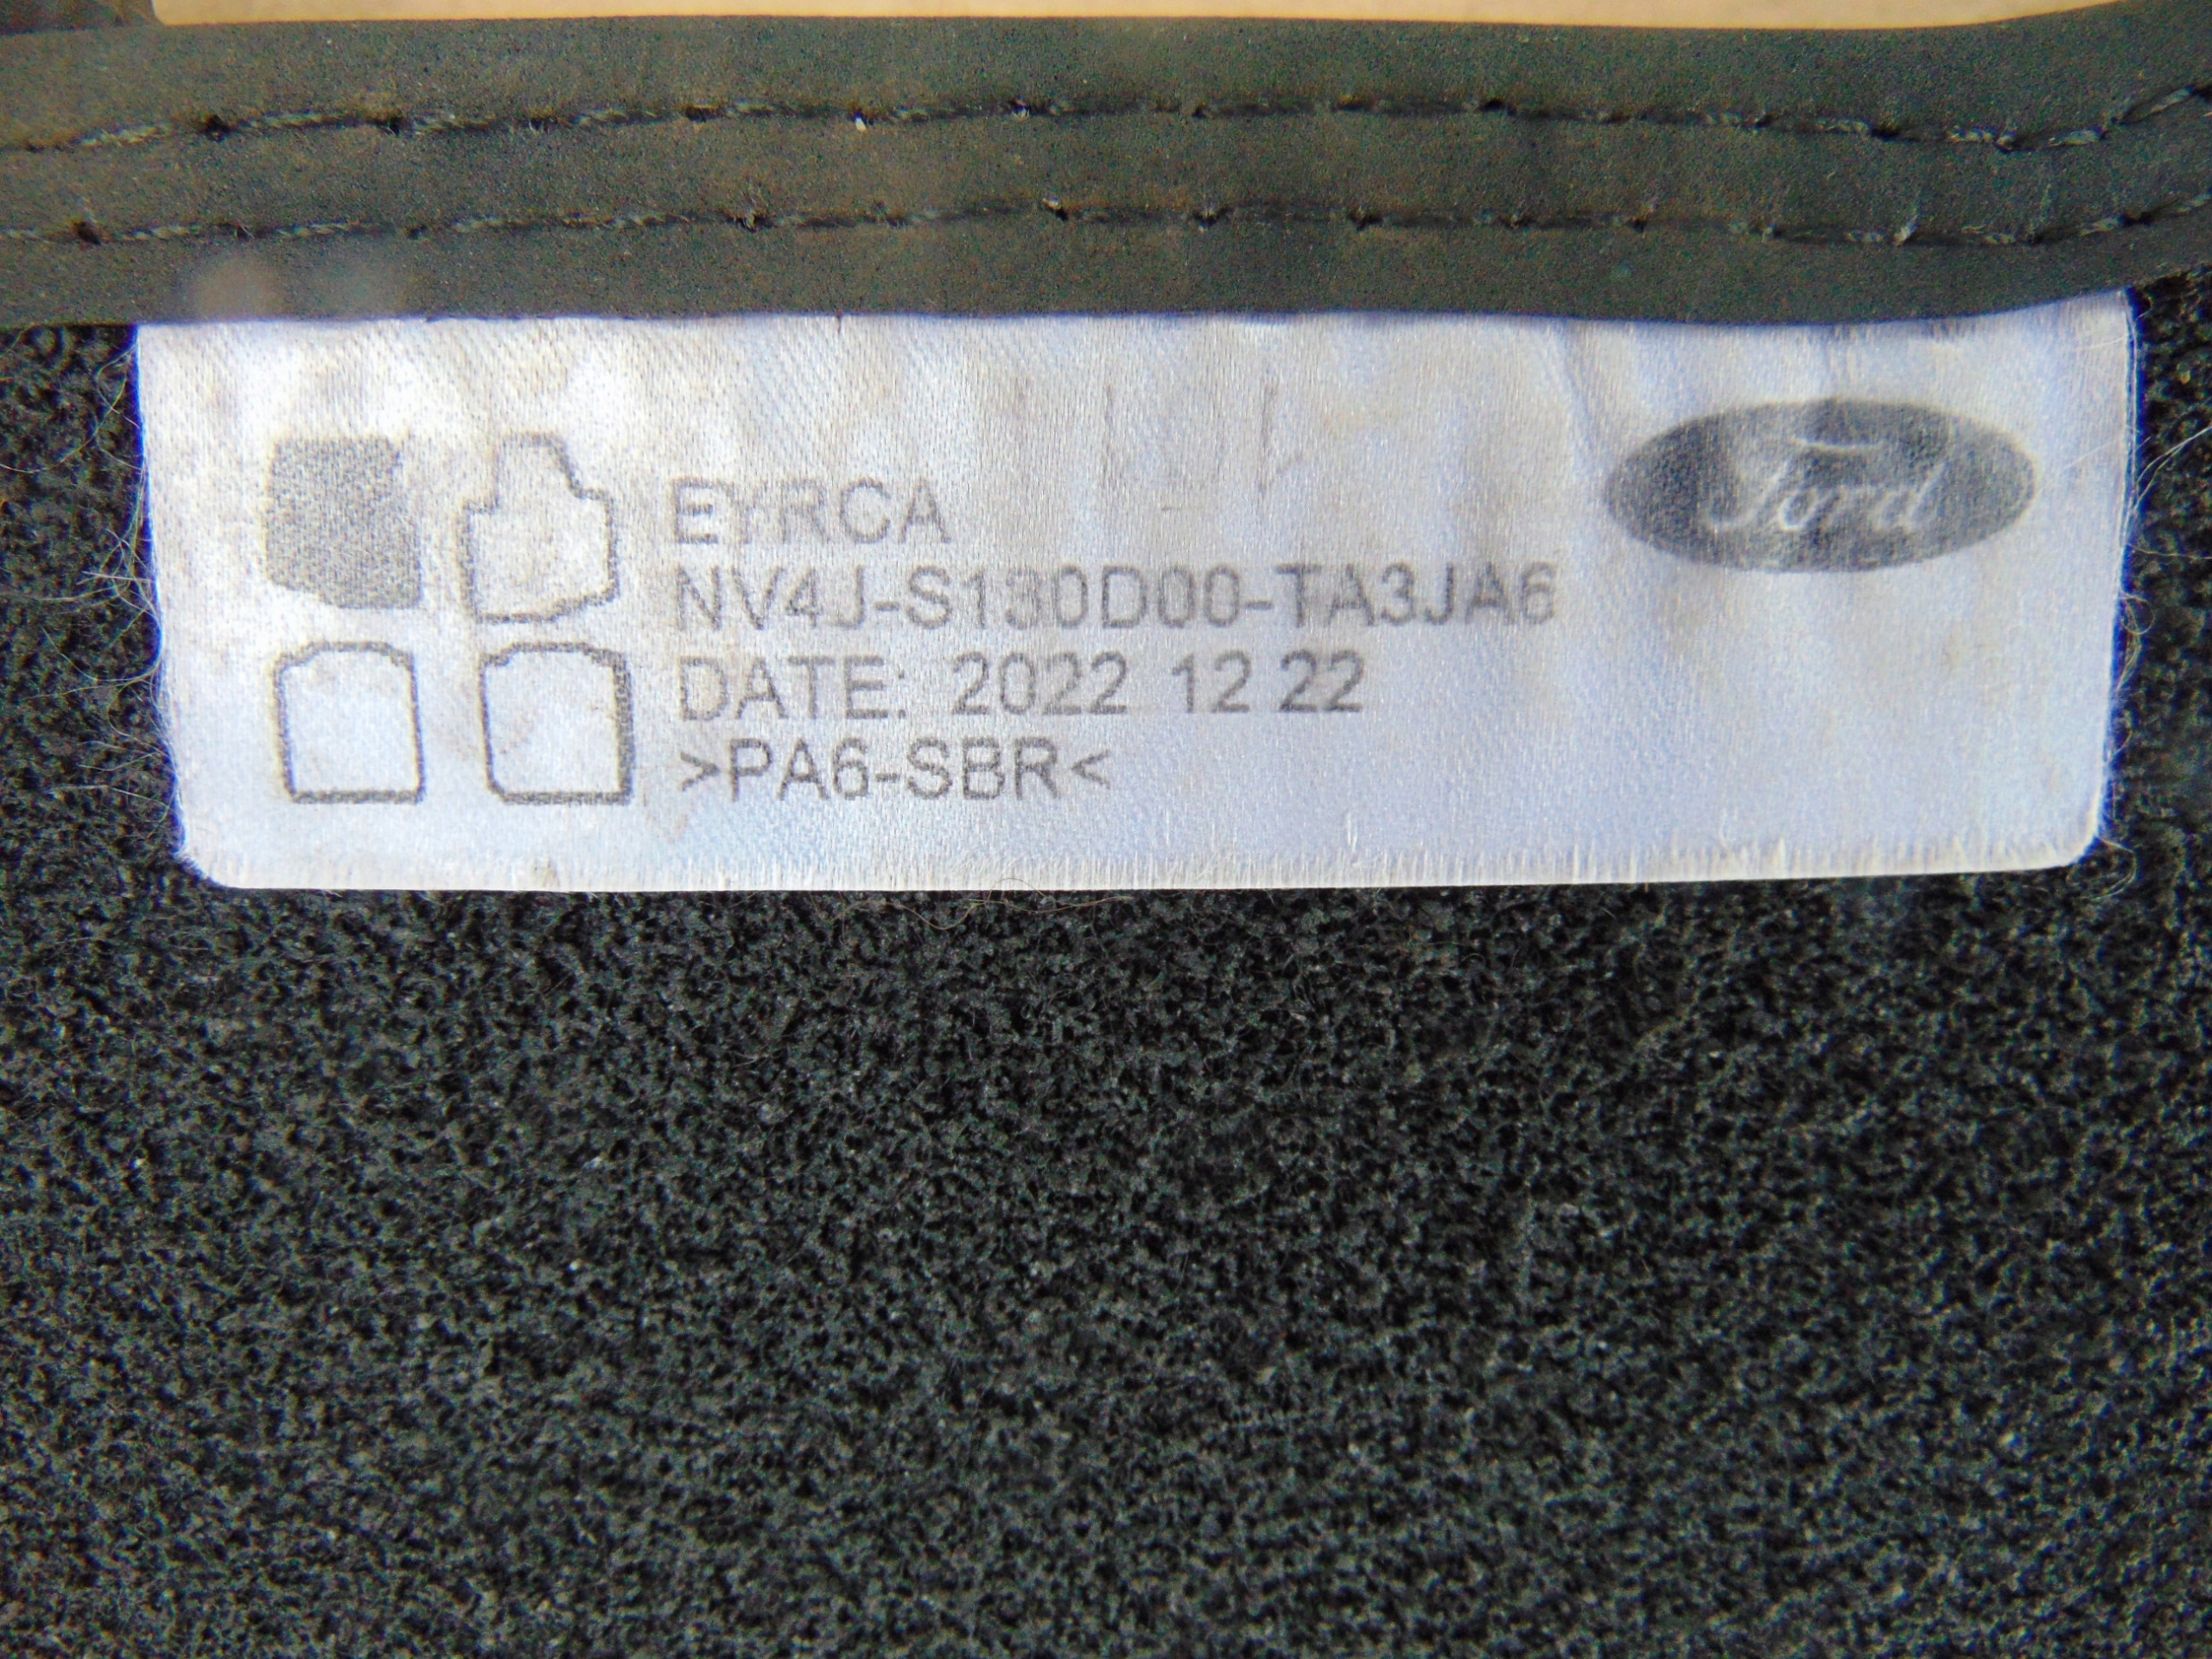 EYRCA
Ford
NV4J-S130D00-TA3JA6
DATE: 2022 12 22
>PA6-SBR<